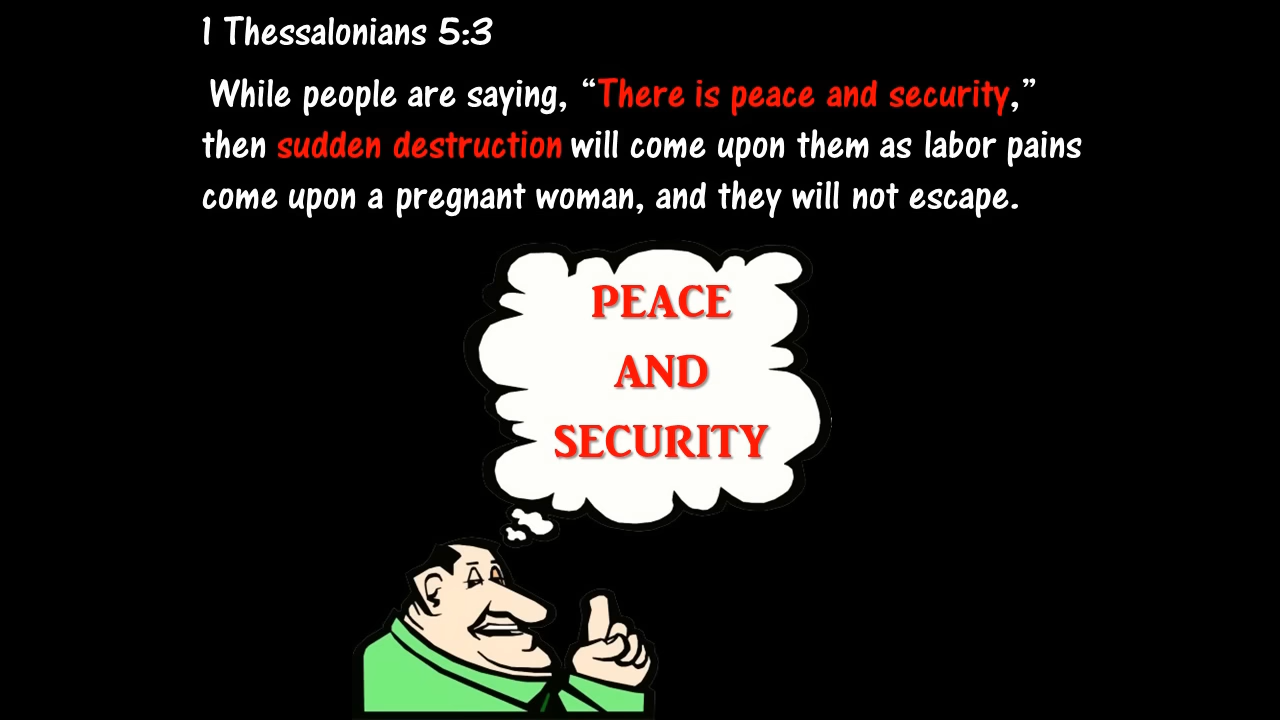 1 Thessalonians 5:3
While people are saying, “There is peace and security,”
then sudden destruction will come upon them as labor pains
come upon a pregnant woman, and they will not escape.
PEACE
AND
SECURITY